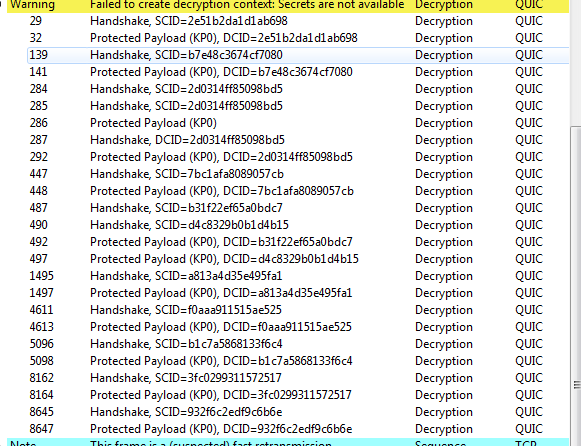 Warning Failed to create decryption context: Secrets are not available Decryption QUIC
29 Handshake, SCID=2e51b2da1d1ab698 Decryption QUIC
32 Protected Payload (KP0), DCID=2e51b2da1d1ab698 Decryption QUIC
139 Handshake, SCID=b7e48c3674cf7080 Decryption QUIC
141 Protected Payload (KP0), DCID=b7e48c3674cf7080 Decryption QUIC
284 Handshake, SCID=2d0314ff85098bd5 Decryption QUIC
285 Handshake, SCID=2d0314ff85098bd5 Decryption QUIC
286 Protected Payload (KP0) Decryption QUIC
287 Handshake, DCID=2d0314ff85098bd5 Decryption QUIC
292 Protected Payload (KP0), DCID=2d0314ff85098bd5 Decryption QUIC
447 Handshake, SCID=7bc1afa8089057cb Decryption QUIC
448 Protected Payload (KP0), DCID=7bc1afa8089057cb Decryption QUIC
487 Handshake, SCID=b31f22ef65a0bdc7 Decryption QUIC
490 Handshake, SCID=d4c8329b0b1d4b15 Decryption QUIC
492 Protected Payload (KP0), DCID=b31f22ef65a0bdc7 Decryption QUIC
497 Protected Payload (KP0), DCID=d4c8329b0b1d4b15 Decryption QUIC
1495 Handshake, SCID=a813a4d35e495fa1 Decryption QUIC
1497 Protected Payload (KP0), DCID=a813a4d35e495fa1 Decryption QUIC
4611 Handshake, SCID=f0aaa911515ae525 Decryption QUIC
4613 Protected Payload (KP0), DCID=f0aaa911515ae525 Decryption QUIC
5096 Handshake, SCID=b1c7a5868133f6c4 Decryption QUIC
5098 Protected Payload (KP0), DCID=b1c7a5868133f6c4 Decryption QUIC
8162 Handshake, SCID=3fc0299311572517 Decryption QUIC
8164 Protected Payload (KP0), DCID=3fc0299311572517 Decryption QUIC
8645 Handshake, SCID=932f6c2edf9c6b6e Decryption QUIC
8647 Protected Payload (KP0), DCID=932f6c2edf9c6b6e Decryption QUIC
Note This frame is a (suspected) fast retransmission Sequence TCP